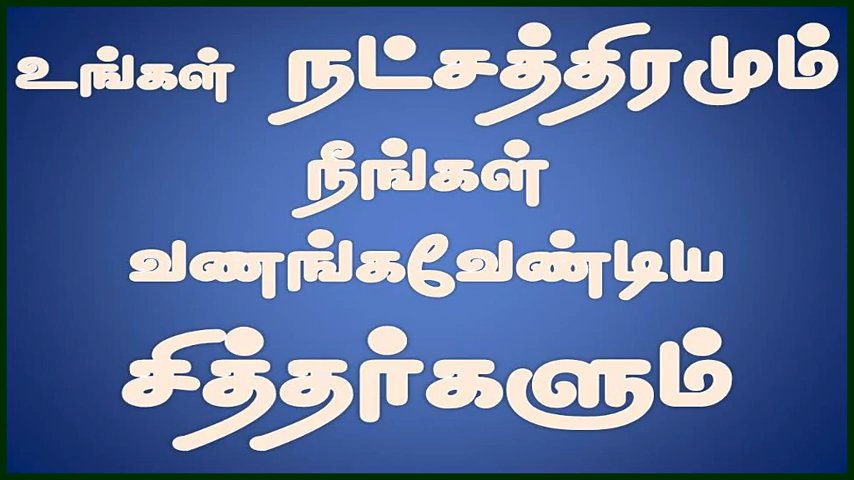 உங்கள் நட்சத்திரமும்
நீங்கள்
வணங்கவேண்டிய
சித்தர்களும்